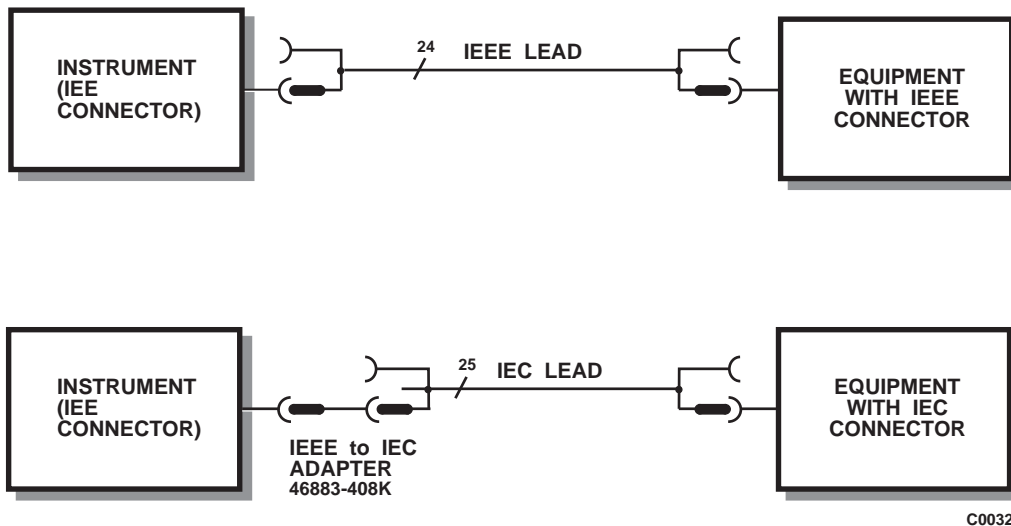 INSTRUMENT
(IEE
CONNECTOR)
24
IEEE LEAD
EQUIPMENT
WITH IEEE
CONNECTOR
INSTRUMENT
(IEE
CONNECTOR)
IEEE to IEC
ADAPTER
46883-408K
25
IEC LEAD
EQUIPMENT
WITH IEC
CONNECTOR
C0032